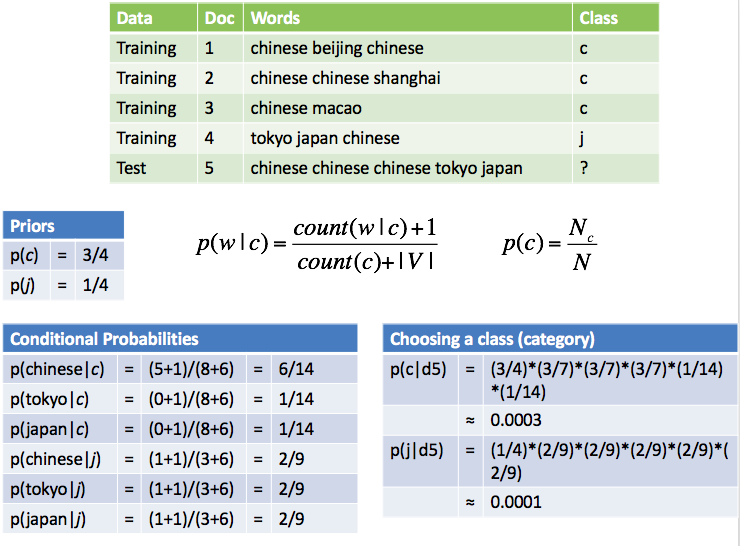 Data Doc Words Class
Training 1 chinese beijing chinese c
Training 2 chinese chinese shanghai c
Training 3 chinese macao c
Training 4 tokyo japan chinese j
Test 5 chinese chinese chinese tokyo japan ?
Priors
p(c) = 3/4
p(j) = 1/4
p(w|c) = count(w|c)+1 / count(c)+|V|
p(c) = N_c / N
Conditional Probabilities
p(chinese|c) = (5+1)/(8+6) = 6/14
p(tokyo|c) = (0+1)/(8+6) = 1/14
p(japan|c) = (0+1)/(8+6) = 1/14
p(chinese|j) = (1+1)/(3+6) = 2/9
p(tokyo|j) = (1+1)/(3+6) = 2/9
p(japan|j) = (1+1)/(3+6) = 2/9
Choosing a class (category)
p(c|d5) = (3/4)*(3/7)*(3/7)*(3/7)*(1/14)
*(1/14)
≈ 0.0003
p(j|d5) = (1/4)*(2/9)*(2/9)*(2/9)*(2/9)*(
2/9)
≈ 0.0001